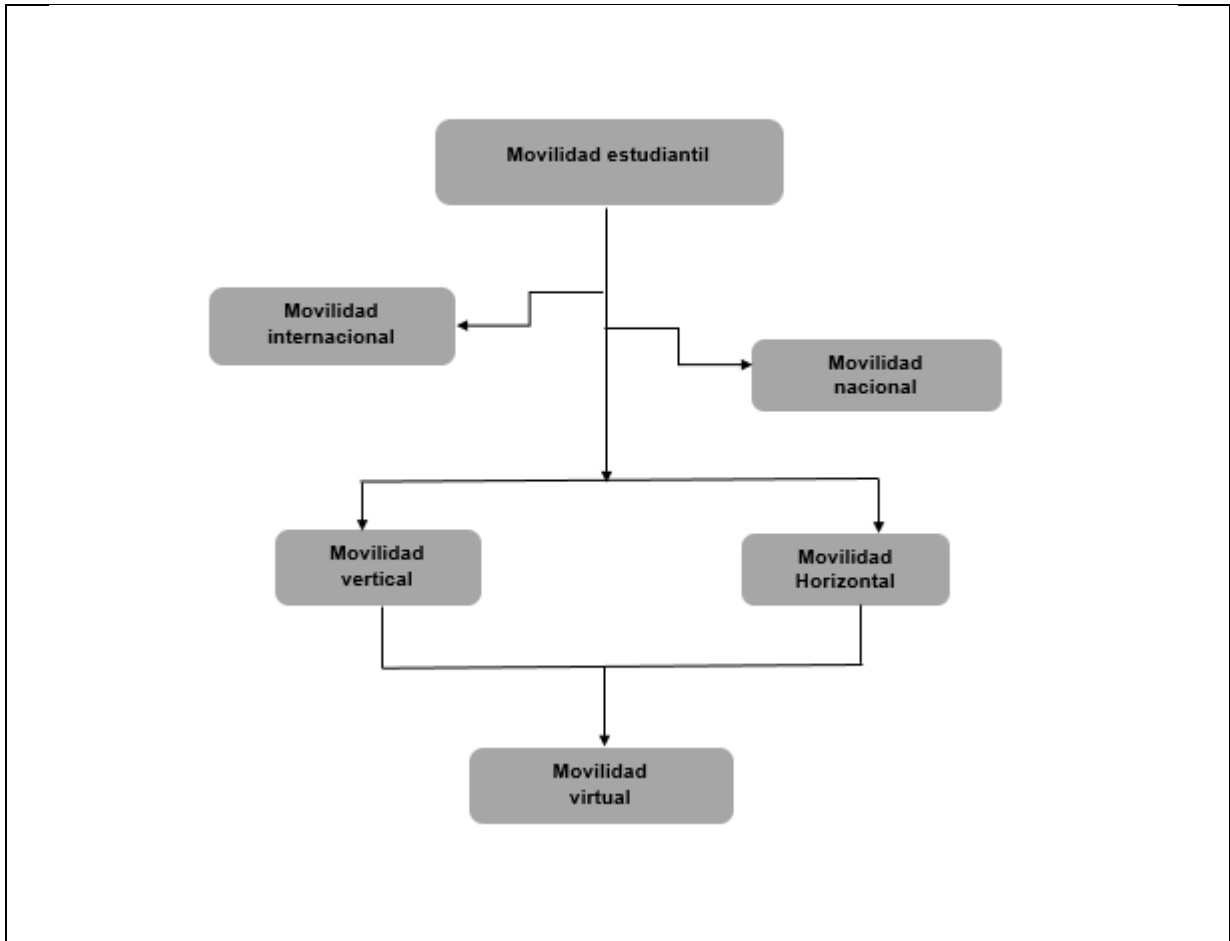 Movilidad estudiantil
Movilidad
internacional
Movilidad
nacional
Movilidad
vertical
Movilidad
Horizontal
Movilidad
virtual